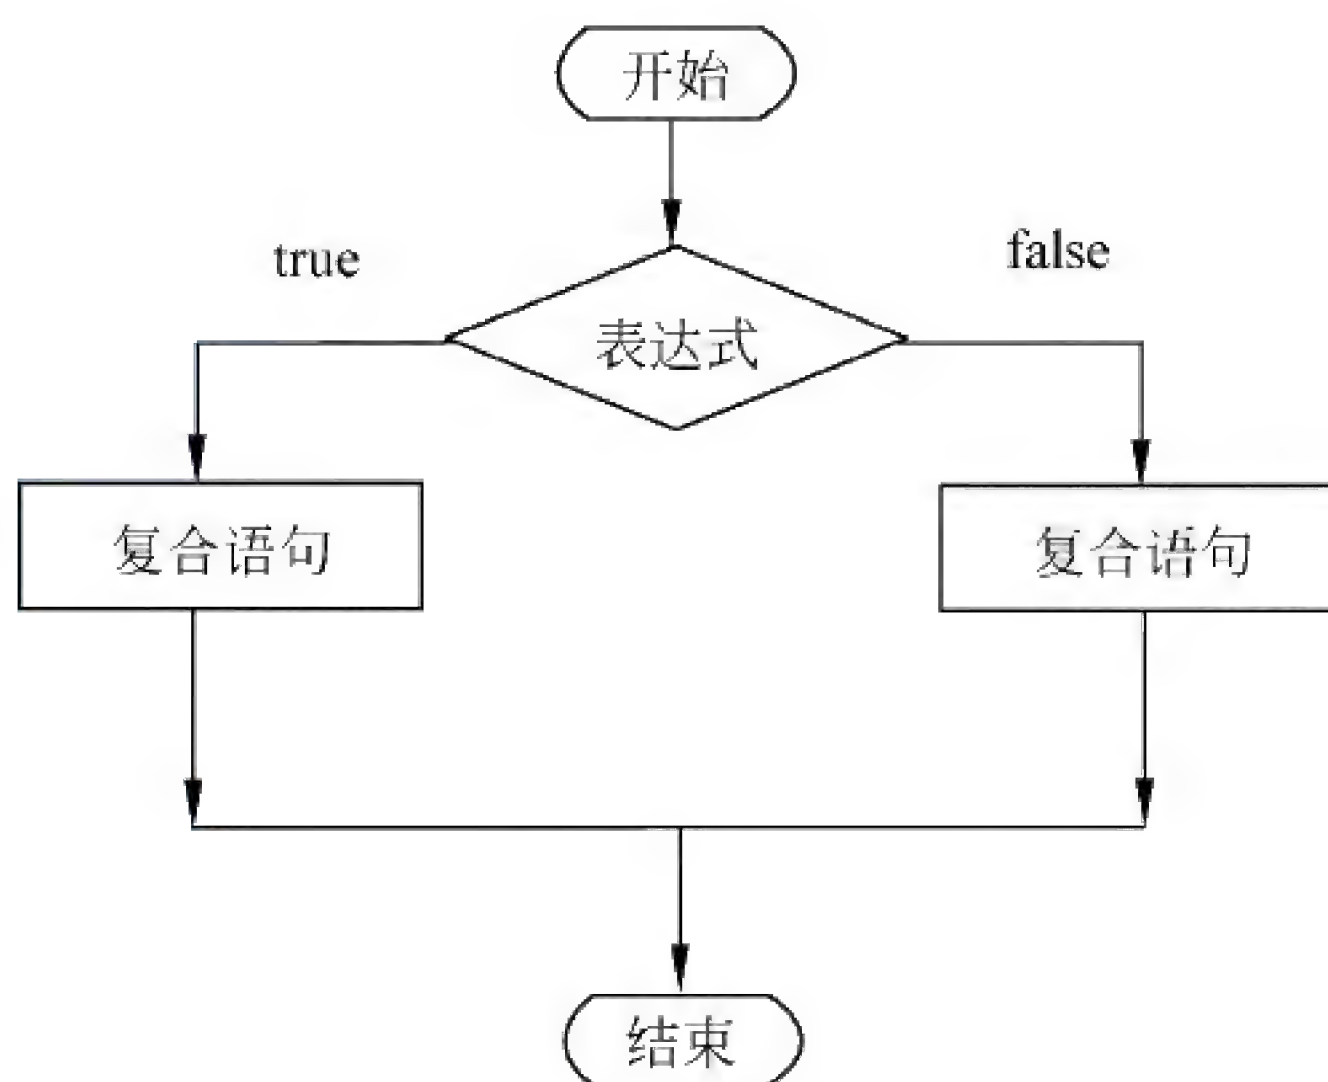 开始
true
false
表达式
复合语句
复合语句
结束